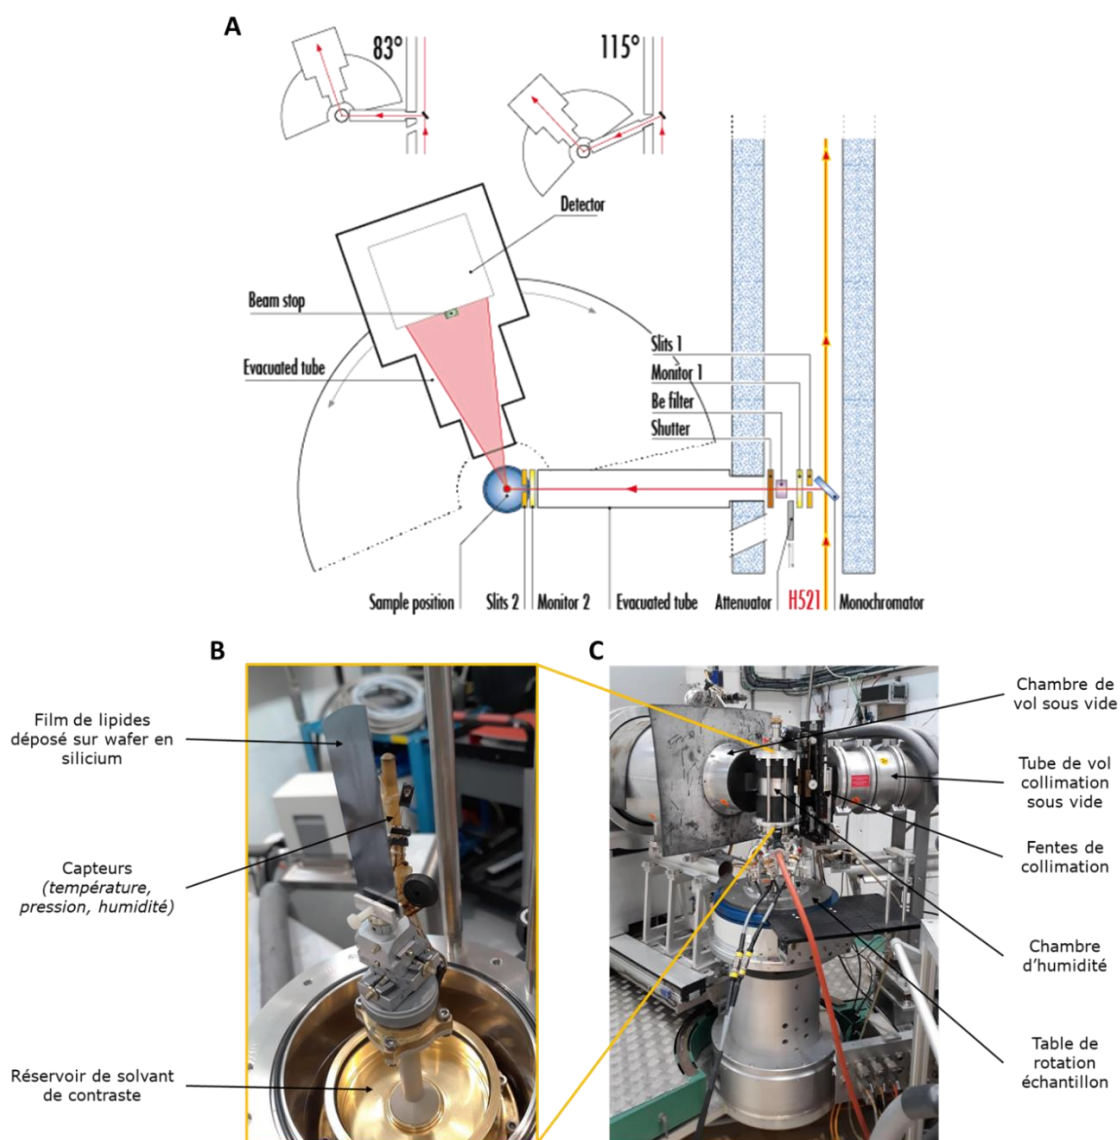 A
83°
115°
Detector
Beam stop
Evacuated tube
Slits 1
Monitor 1
Be filter
Shutter
Sample position
Slits 2
Monitor 2
Evacuated tube
Attenuator
H521
Monochromator
B
Film de lipides
déposé sur wafer en
silicium
Capteurs
(température,
pression, humidité)
Réservoir de solvant
de contraste
C
Chambre de
vol sous vide
Tube de vol
collimation
sous vide
Fentes de
collimation
Chambre
d'humidité
Table de
rotation
échantillon